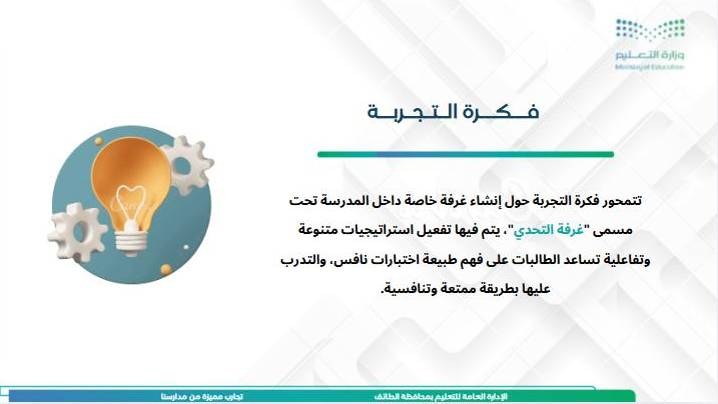 وزارة التعليم
Ministry of Education
فكرة التجربة
تتمحور فكرة التجربة حول إنشاء غرفة خاصة داخل المدرسة تحت
مسمى "غرفة التحدي"، يتم فيها تفعيل استراتيجيات متنوعة
وتفاعلية تساعد الطالبات على فهم طبيعة اختبارات نافس، والتدرب
عليها بطريقة ممتعة وتنافسية.
الإدارة العامة للتعليم بمحافظة الطائف
تجارب مميزة من مدارسنا